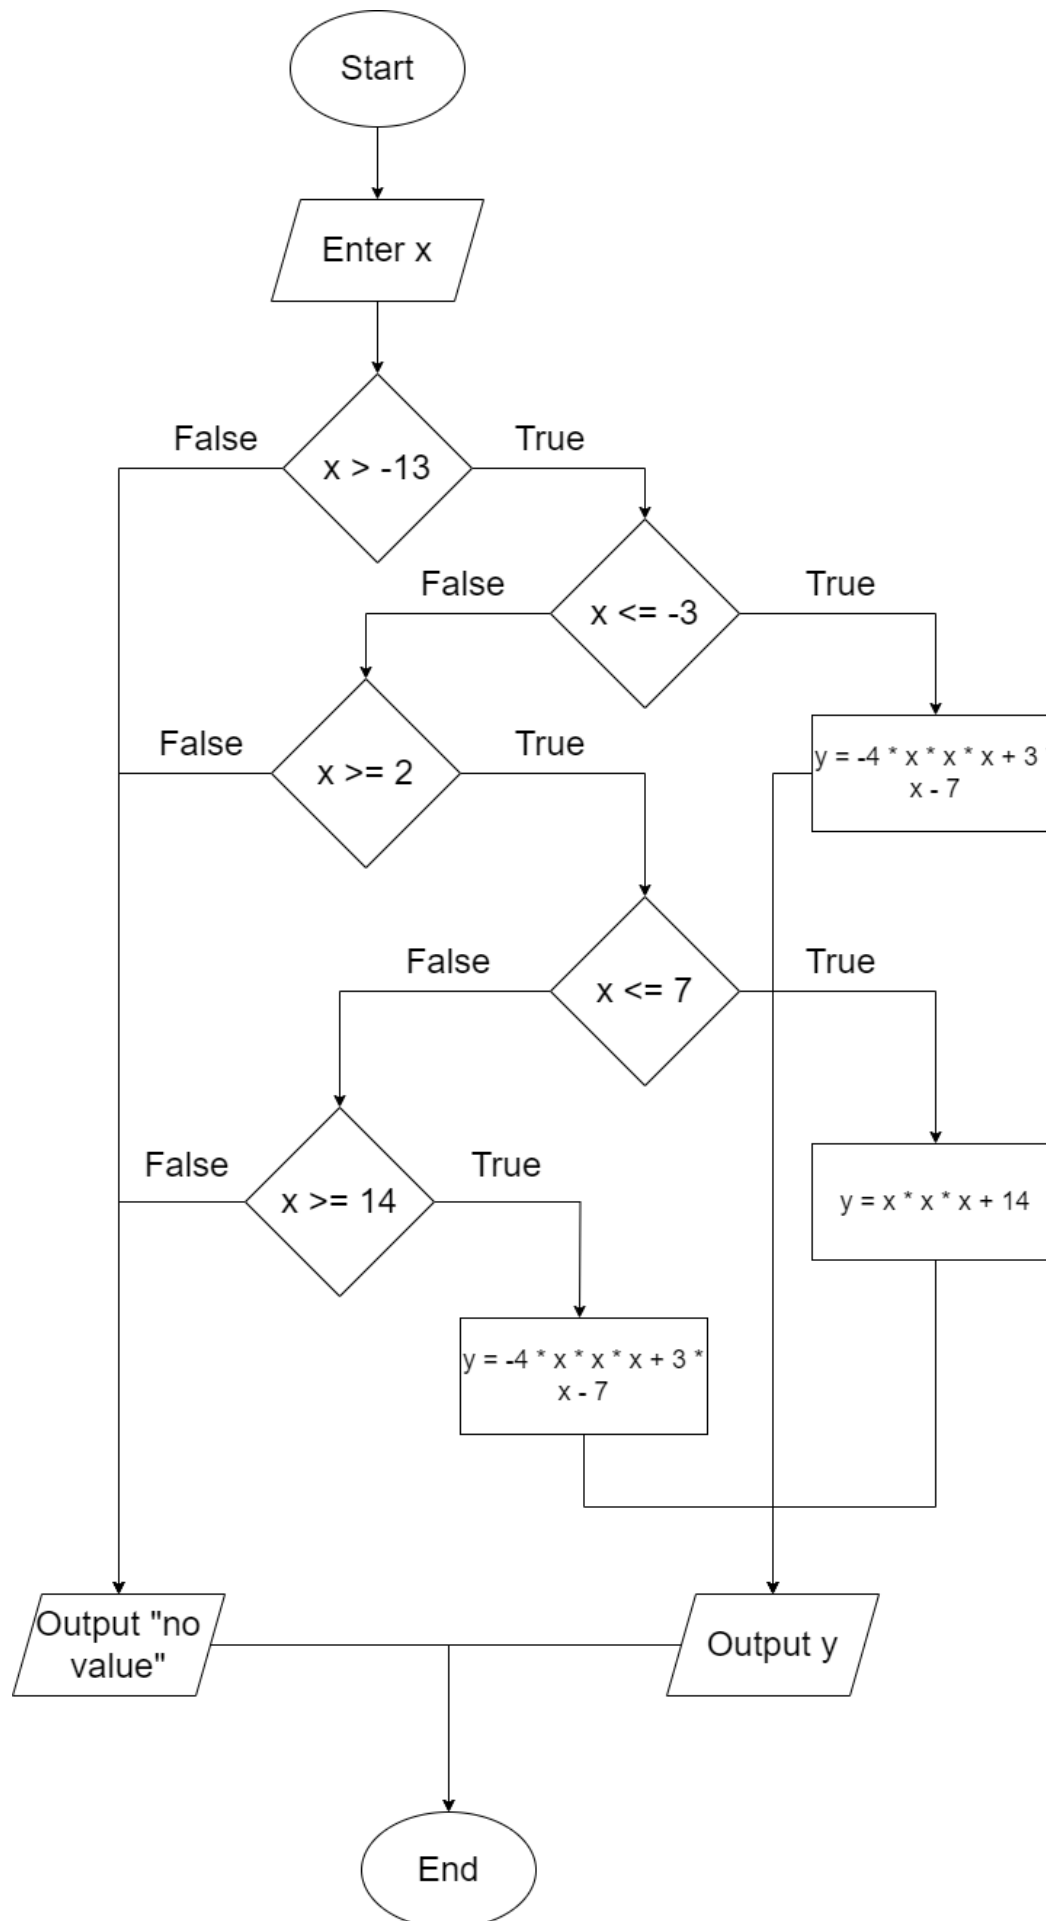 Start
Enter x
False
True
x > -13
False
True
x <= -3
False
True
x >= 2
y = -4 * x * x * x + 3
x - 7
False
True
x <= 7
False
True
x >= 14
y = x * x * x + 14
y = -4 * x * x * x + 3 *
x - 7
Output "no
value"
Output y
End